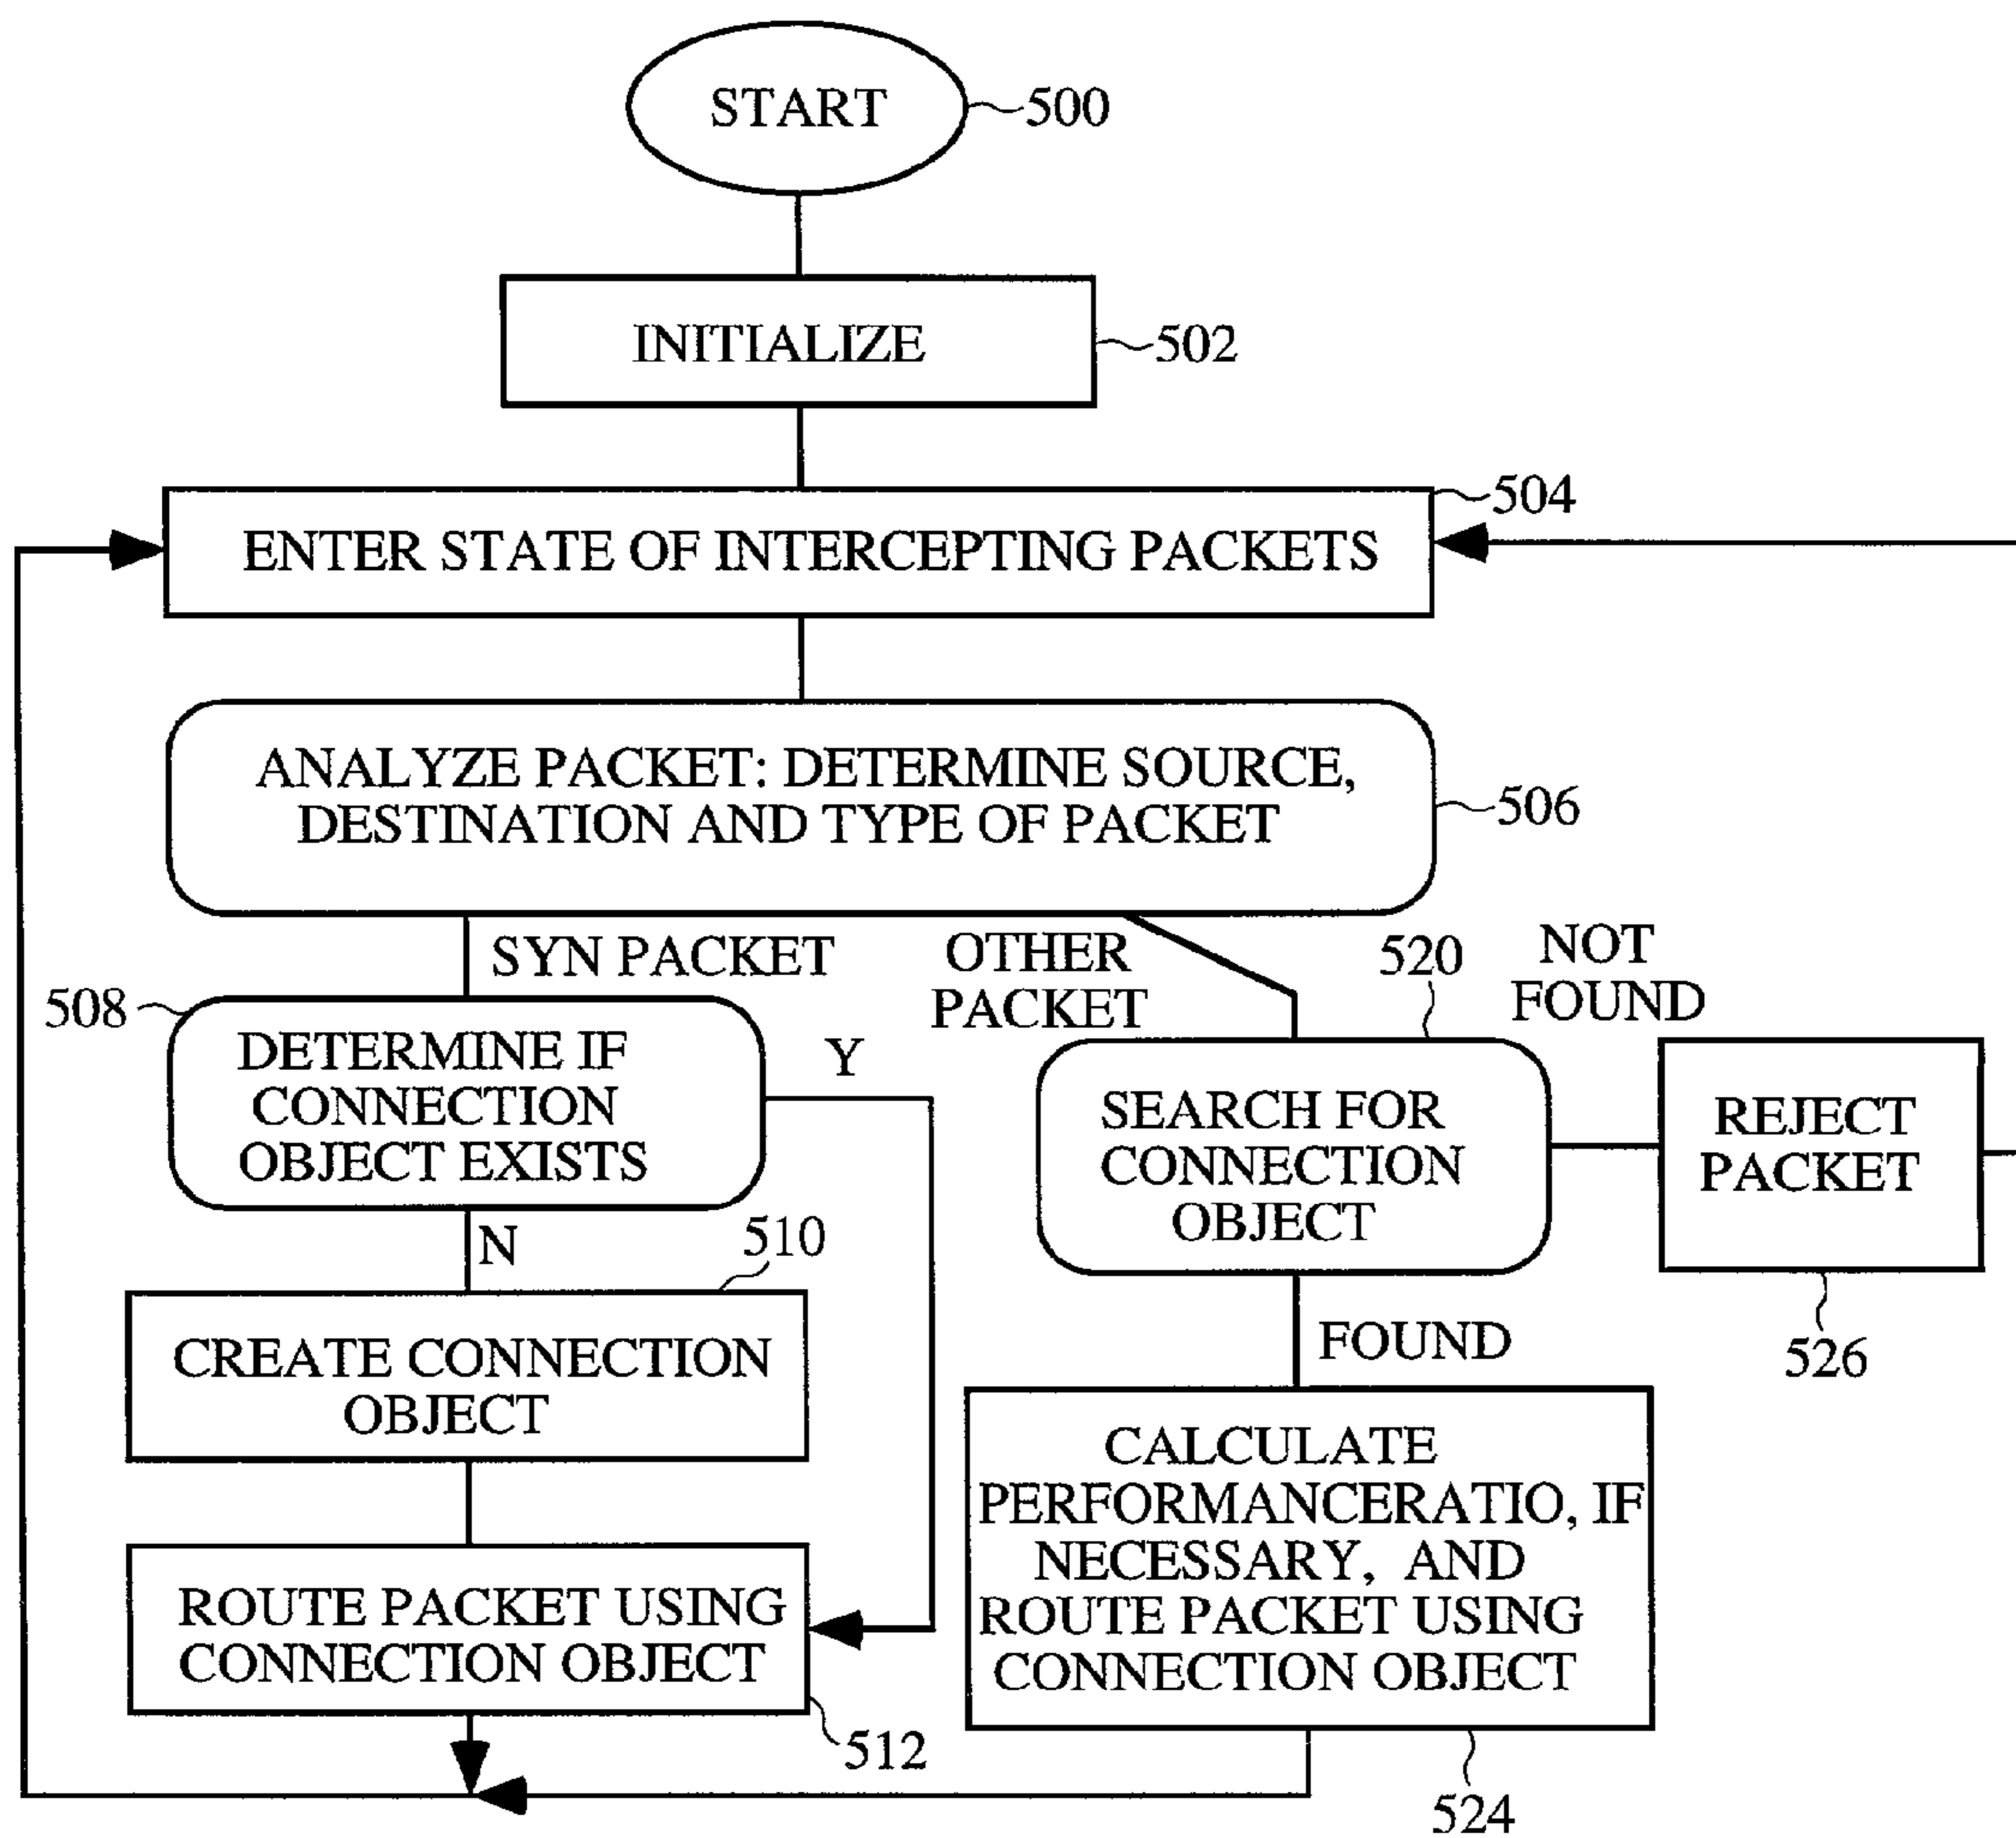 START
500
INITIALIZE
502
504
ENTER STATE OF INTERCEPTING PACKETS
ANALYZE PACKET: DETERMINE SOURCE,
DESTINATION AND TYPE OF PACKET
506
SYN PACKET
OTHER
PACKET
520
NOT
FOUND
508
DETERMINE IF
CONNECTION
OBJECT EXISTS
Y
SEARCH FOR
CONNECTION
OBJECT
REJECT
PACKET
N
510
FOUND
526
CREATE CONNECTION
OBJECT
CALCULATE
PERFORMANCERATIO, IF
NECESSARY, AND
ROUTE PACKET USING
CONNECTION OBJECT
ROUTE PACKET USING
CONNECTION OBJECT
512
524